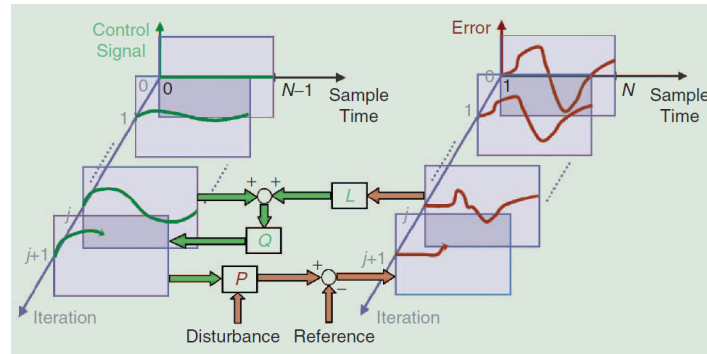 Control
Signal
Error
0
0
N–1
Sample
Time
1
j
j+1
Iteration
+
+
L
Q
P
+
–
Disturbance
Reference
0
1
N
Sample
Time
1
j
j+1
Iteration